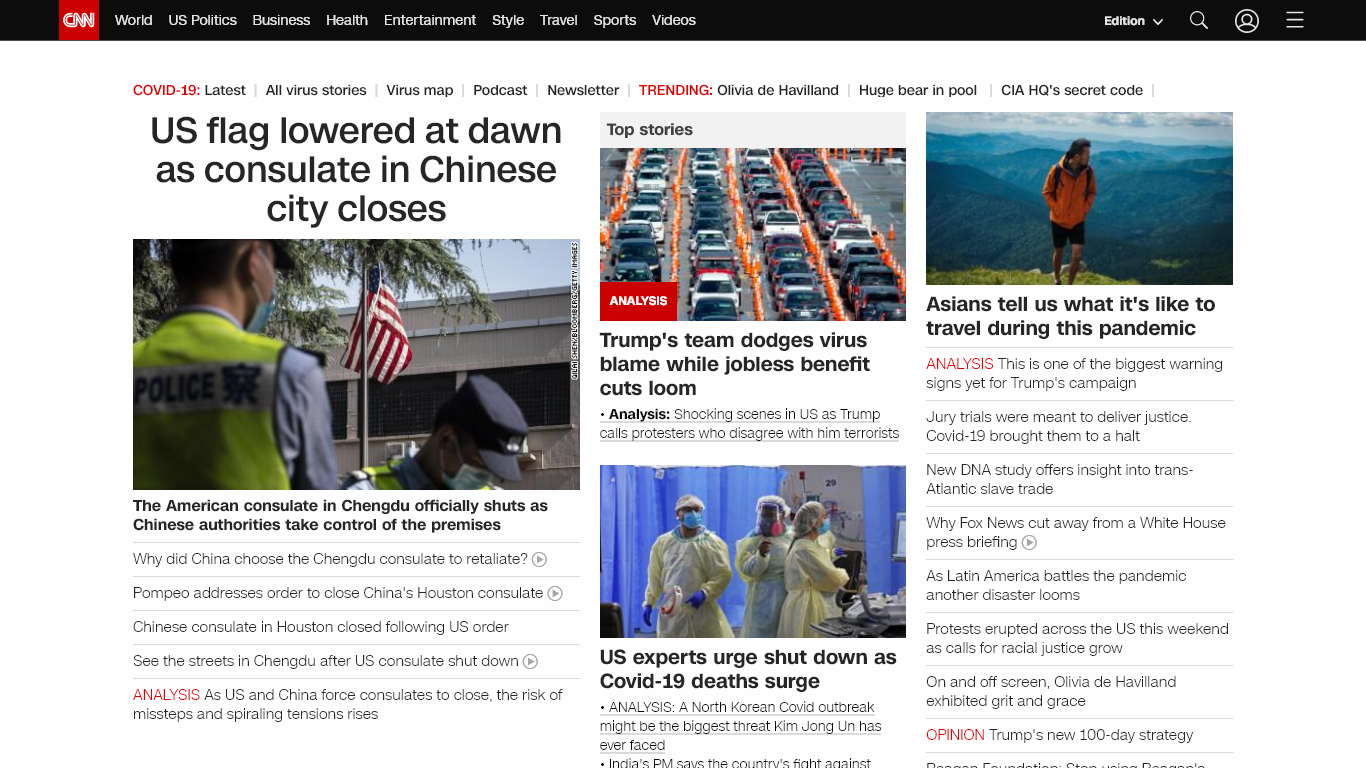 CNN World US Politics Business Health Entertainment Style Travel Sports Videos Edition
COVID-19: Latest All virus stories Virus map Podcast Newsletter TRENDING: Olivia de Havilland Huge bear in pool CIA HQ's secret code
US flag lowered at dawn
as consulate in Chinese
city closes
QILAI SHEN/BLOOMBERG/GETTY IMAGES
POLICE 警察
The American consulate in Chengdu officially shuts as
Chinese authorities take control of the premises
Why did China choose the Chengdu consulate to retaliate?
Pompeo addresses order to close China's Houston consulate
Chinese consulate in Houston closed following US order
See the streets in Chengdu after US consulate shut down
ANALYSIS As US and China force consulates to close, the risk of
missteps and spiraling tensions rises
Top stories
ANALYSIS
Trump's team dodges virus
blame while jobless benefit
cuts loom
• Analysis: Shocking scenes in US as Trump
calls protesters who disagree with him terrorists
US experts urge shut down as
Covid-19 deaths surge
• ANALYSIS: A North Korean Covid outbreak
might be the biggest threat Kim Jong Un has
ever faced
• India's PM says the country's fight against
Asians tell us what it's like to
travel during this pandemic
ANALYSIS This is one of the biggest warning
signs yet for Trump's campaign
Jury trials were meant to deliver justice.
Covid-19 brought them to a halt
New DNA study offers insight into trans-
Atlantic slave trade
Why Fox News cut away from a White House
press briefing
As Latin America battles the pandemic
another disaster looms
Protests erupted across the US this weekend
as calls for racial justice grow
On and off screen, Olivia de Havilland
exhibited grit and grace
OPINION Trump's new 100-day strategy
Reagan Foundation: Stop using Reagan's